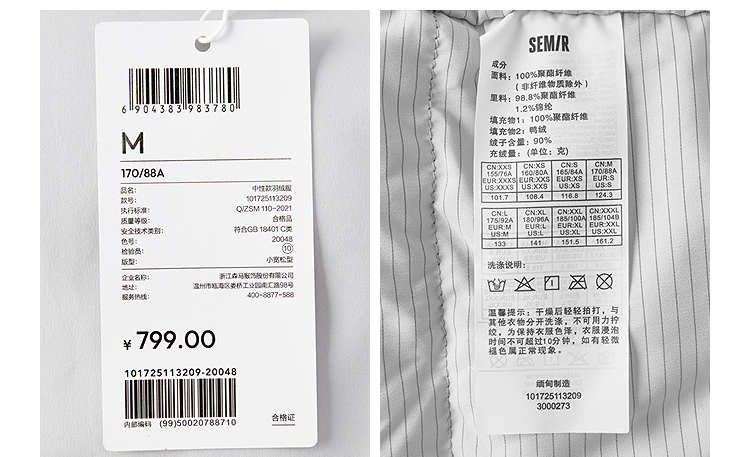 6 904383 983780
M
170/88A
品名: 中性款羽绒服
款号: 101725113209
执行标准: Q/ZSM 110-2021
质量等级: 合格品
安全技术类别: 符合GB 18401 C类
色号: 20048
检验员: 10
版型: 小宽松型
企业名称: 浙江森马服饰股份有限公司
地址: 温州市瓯海区娄桥工业园南汇路98号
服务热线: 400-8877-588
¥ 799.00
101725113209-20048
内部编码 (99)50020788710
合格证
SEMIR
成分
面料: 100%聚酯纤维
(非纤维物质除外)
里料: 98.8%聚酯纤维
1.2%锦纶
填充物1: 100%聚酯纤维
填充物2: 鸭绒
绒子含量: 90%
充绒量: (单位: 克)
CN:XXS CN:XS CN:S CN:M
155/76A 160/80A 165/84A 170/88A
EUR:XXXS EUR:XXS EUR:XS EUR:S
US:XXXS US:XXS US:XS US:S
101.7 108.4 116.8 124.3
CN:L CN:XL CN:XXL CN:XXXL
175/92A 180/96A 185/100A 185/104B
EUR:M EUR:L EUR:XL EUR:XXL
US:M US:L US:XL US:XXL
133 141 151.5 161.2
洗涤说明:
温馨提示: 干燥后轻轻拍打, 与
其他衣物分开洗涤, 不可用力拧
绞, 为保持衣服色泽, 衣服浸泡
时间不可超过10分钟, 如有轻微
褪色属正常现象。
缅甸制造
101725113209
3000273